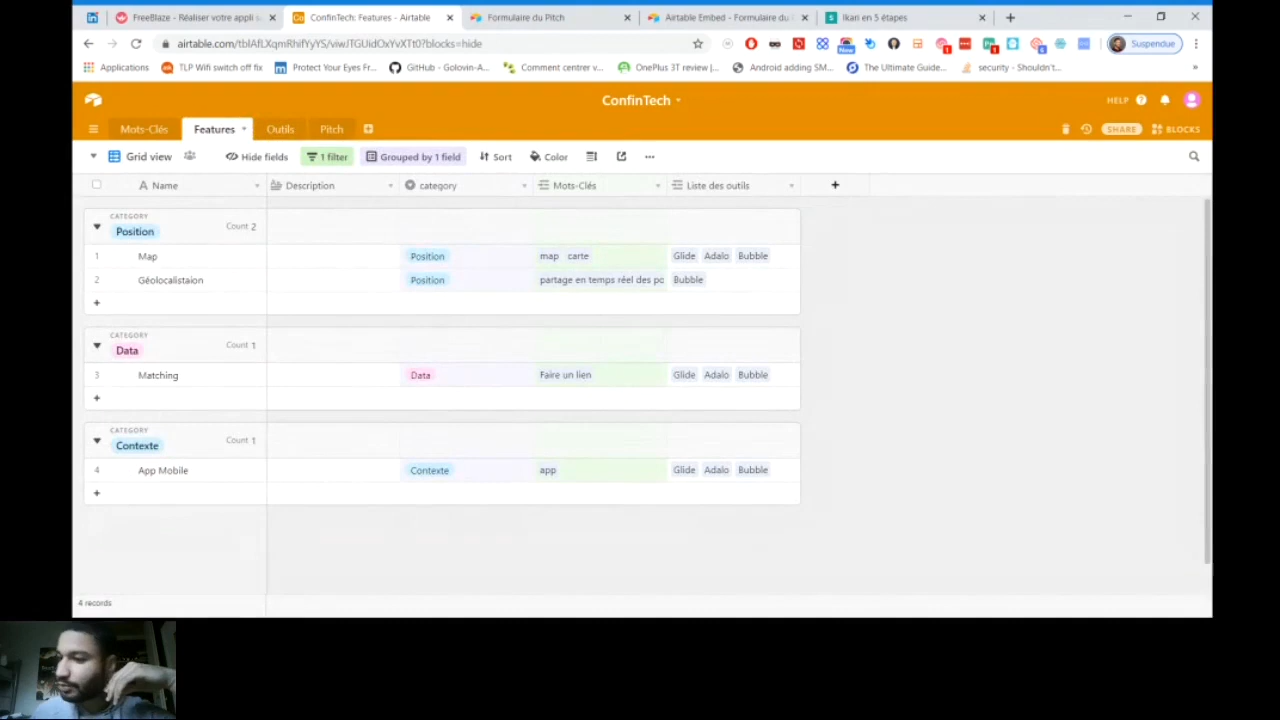 FreeBlaze - Réaliser votre appli sa
ConfinTech: Features - Airtable
Formulaire du Pitch
Airtable Embed - Formulaire du
Ikari en 5 étapes
airtable.com/tblAfLXqmRhifYyYS/viwJTGUidOxYvXTt0?blocks=hide
New
1
1
6
1
Suspendue
Applications
TLP Wifi switch off fix
Protect Your Eyes Fr...
GitHub - Golovin-A...
Comment centrer v...
OnePlus 3T review |...
Android adding SM...
The Ultimate Guide...
security - Shouldn't...
»
ConfinTech
HELP
Mots-Clés
Features
Outils
Pitch
SHARE
BLOCKS
Grid view
Hide fields
1 filter
Grouped by 1 field
Sort
Color
Name
Description
category
Mots-Clés
Liste des outils
CATEGORY
Position
Count 2
1 Map Position map carte Glide Adalo Bubble
2 Géolocalistaion Position partage en temps réel des po Bubble
CATEGORY
Data
Count 1
3 Matching Data Faire un lien Glide Adalo Bubble
CATEGORY
Contexte
Count 1
4 App Mobile Contexte app Glide Adalo Bubble
4 records